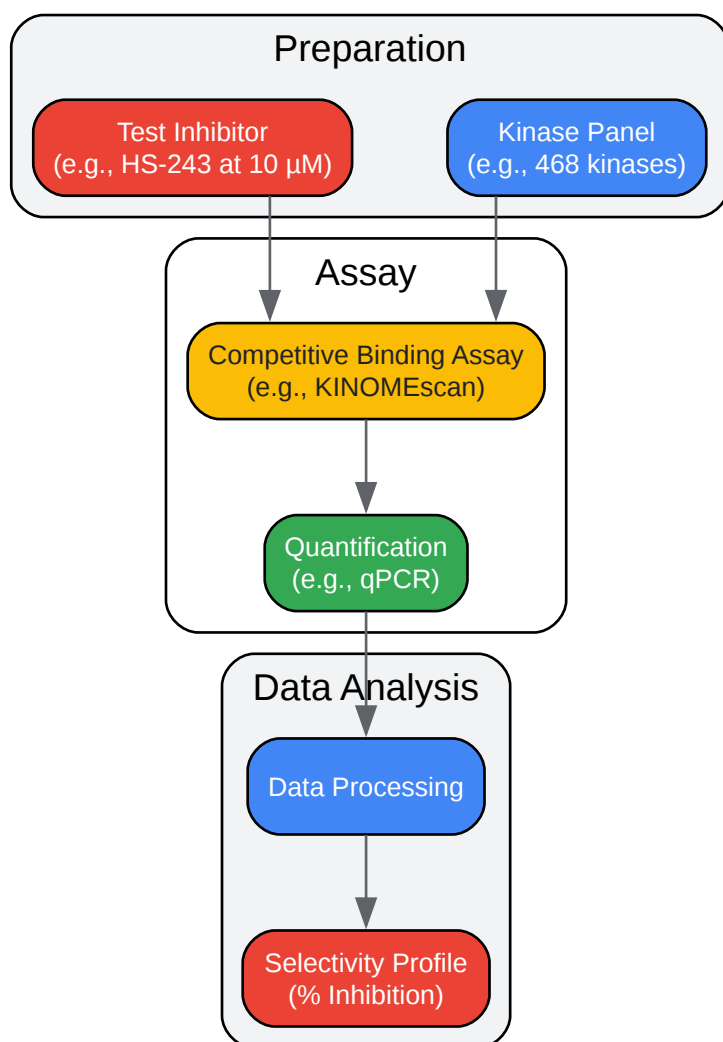 Preparation
Test Inhibitor
(e.g., HS-243 at 10 µM)
Kinase Panel
(e.g., 468 kinases)
Assay
Competitive Binding Assay
(e.g., KINOMEscan)
Quantification
(e.g., qPCR)
Data Analysis
Data Processing
Selectivity Profile
(% Inhibition)